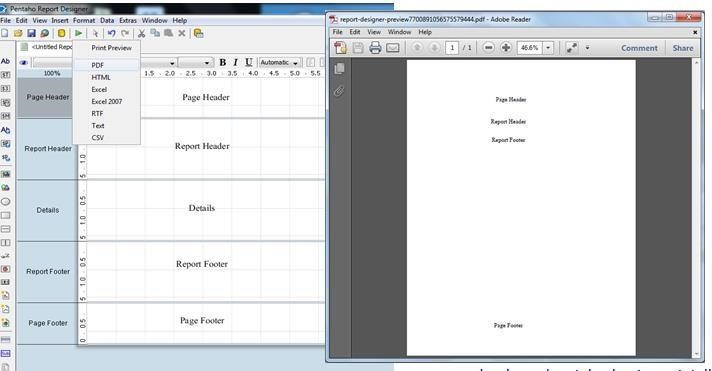 Pentaho Report Designer
File Edit View Insert Format Data Extras Window Help
<Untitled Repo
Print Preview
PDF
HTML
Excel
Excel 2007
RTF
Text
CSV
B I U Automatic
100%
1.5 2.0 2.5 3.0 3.5 4.0 4.5 5.0 5.5
Page Header
Page Header
Report Header
Report Header
Details
Details
Report Footer
Report Footer
Page Footer
Page Footer
report-designer-preview7700891056575579444.pdf - Adobe Reader
File Edit View Window Help
1 / 1 46.6% Comment Share
Page Header
Report Header
Report Footer
Page Footer